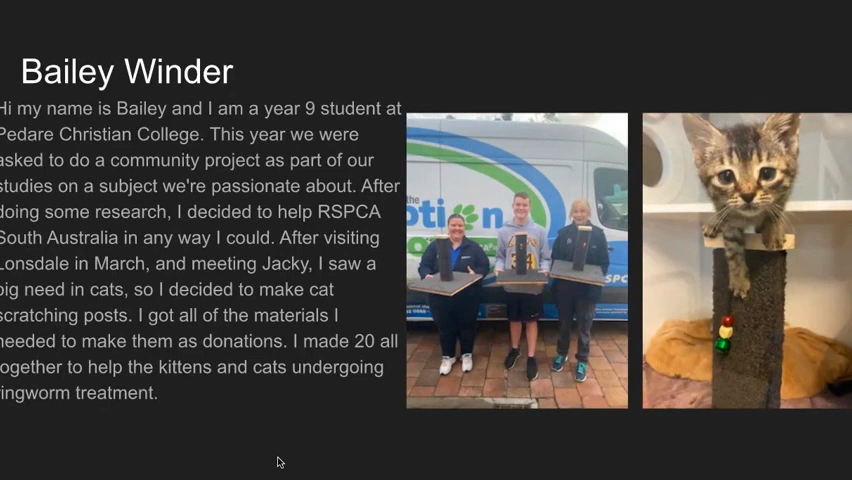 Bailey Winder
Hi my name is Bailey and I am a year 9 student at
Pedare Christian College. This year we were
asked to do a community project as part of our
studies on a subject we're passionate about. After
doing some research, I decided to help RSPCA
South Australia in any way I could. After visiting
Lonsdale in March, and meeting Jacky, I saw a
big need in cats, so I decided to make cat
scratching posts. I got all of the materials I
needed to make them as donations. I made 20 all
together to help the kittens and cats undergoing
ringworm treatment.
the